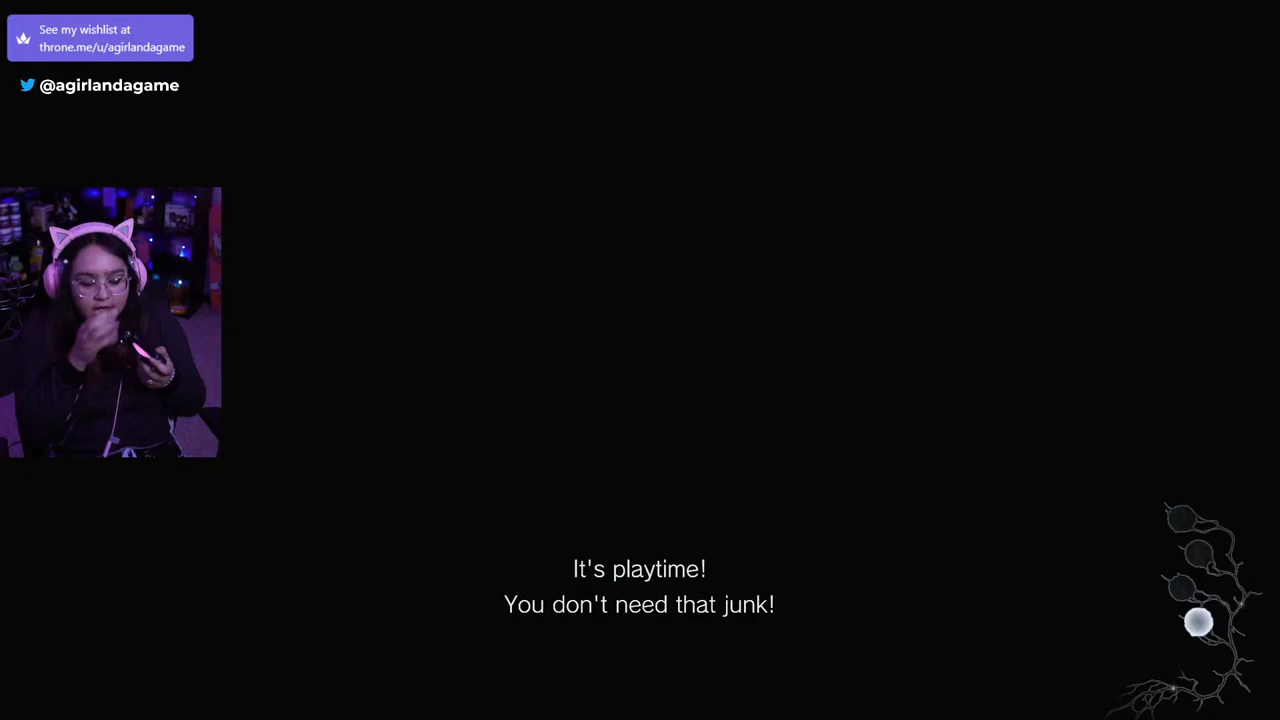 See my wishlist at
throne.me/u/agirlandagame
@agirlandagame
It's playtime!
You don't need that junk!